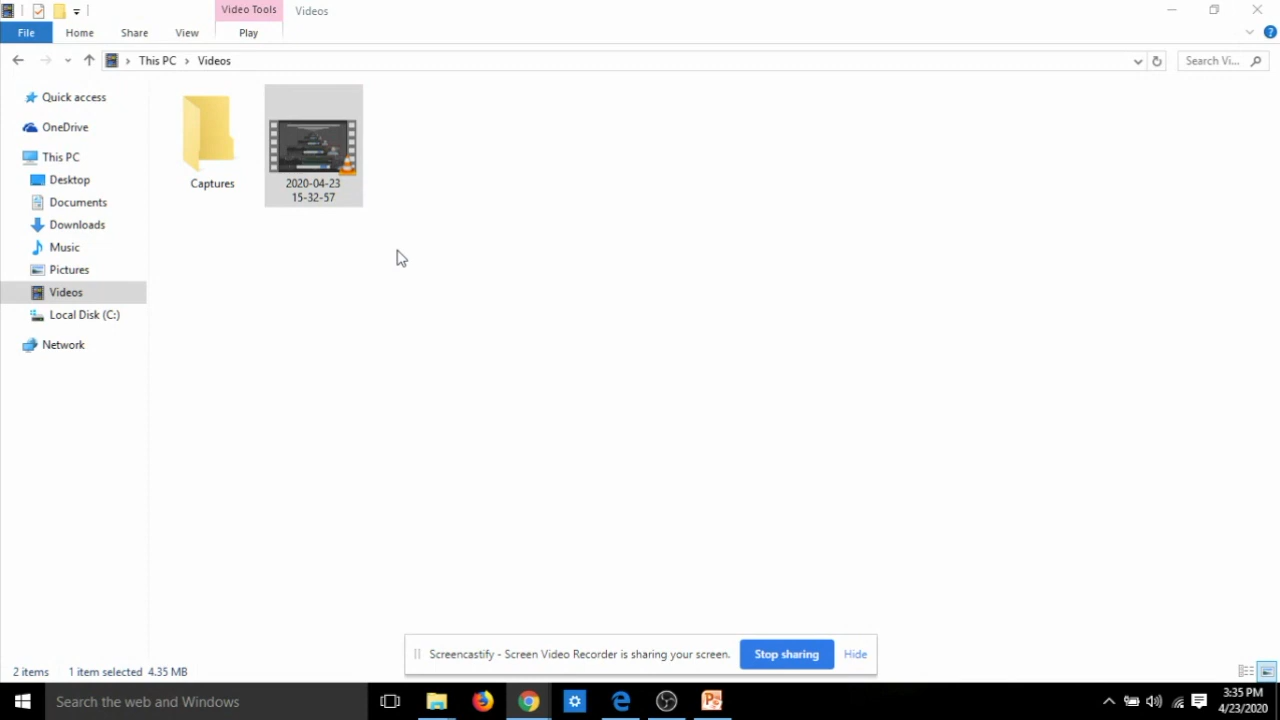 Video Tools
Videos
File
Home
Share
View
Play
This PC
Videos
Search Vi...
Quick access
OneDrive
This PC
Desktop
Documents
Downloads
Music
Pictures
Videos
Local Disk (C:)
Network
Captures
2020-04-23
15-32-57
Screencastify - Screen Video Recorder is sharing your screen.
Stop sharing
Hide
2 items
1 item selected 4.35 MB
Search the web and Windows
3:35 PM
4/23/2020